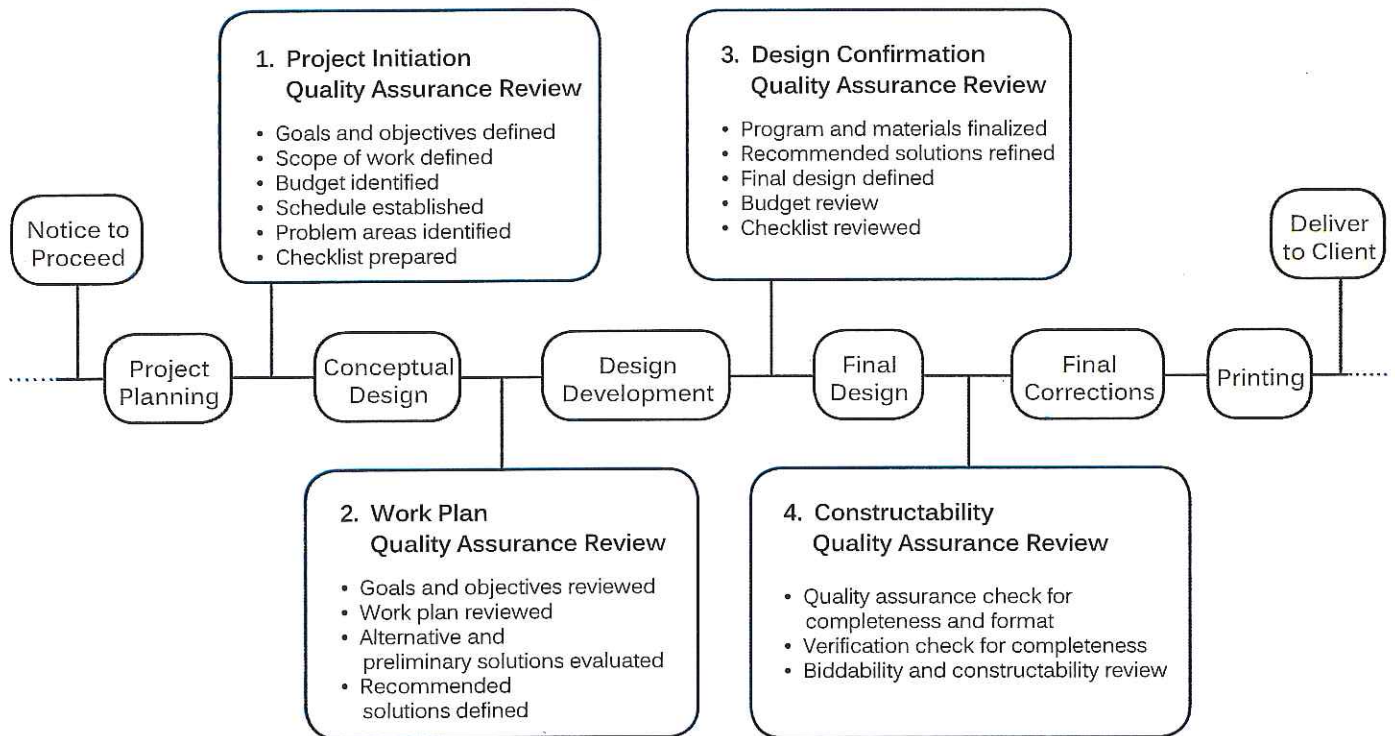 1. Project Initiation
Quality Assurance Review
• Goals and objectives defined
• Scope of work defined
• Budget identified
• Schedule established
• Problem areas identified
• Checklist prepared
3. Design Confirmation
Quality Assurance Review
• Program and materials finalized
• Recommended solutions refined
• Final design defined
• Budget review
• Checklist reviewed
Notice to
Proceed
Deliver
to Client
Project
Planning
Conceptual
Design
Design
Development
Final
Design
Final
Corrections
Printing
2. Work Plan
Quality Assurance Review
• Goals and objectives reviewed
• Work plan reviewed
• Alternative and
preliminary solutions evaluated
• Recommended
solutions defined
4. Constructability
Quality Assurance Review
• Quality assurance check for
completeness and format
• Verification check for completeness
• Biddability and constructability review